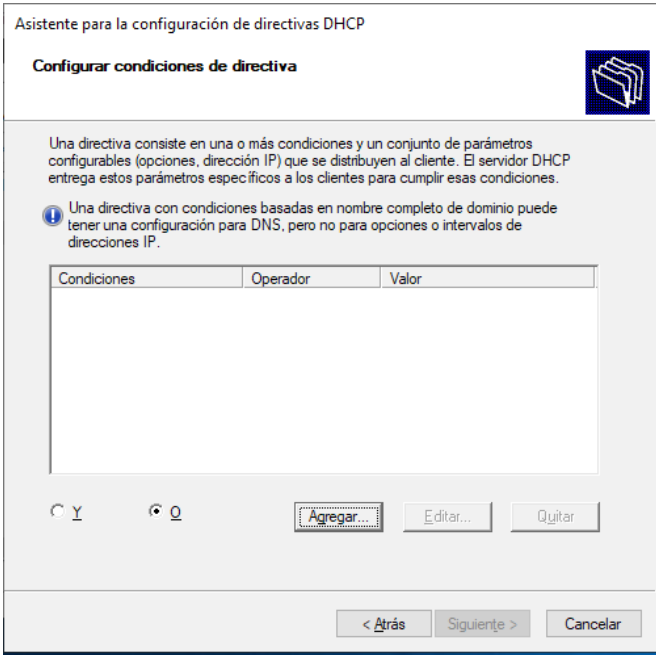 Asistente para la configuración de directivas DHCP
Configurar condiciones de directiva
Una directiva consiste en una o más condiciones y un conjunto de parámetros
configurables (opciones, dirección IP) que se distribuyen al cliente. El servidor DHCP
entrega estos parámetros específicos a los clientes para cumplir esas condiciones.
Una directiva con condiciones basadas en nombre completo de dominio puede
tener una configuración para DNS, pero no para opciones o intervalos de
direcciones IP.
Condiciones Operador Valor
Y O Agregar... Editar... Quitar
< Atrás Siguiente > Cancelar